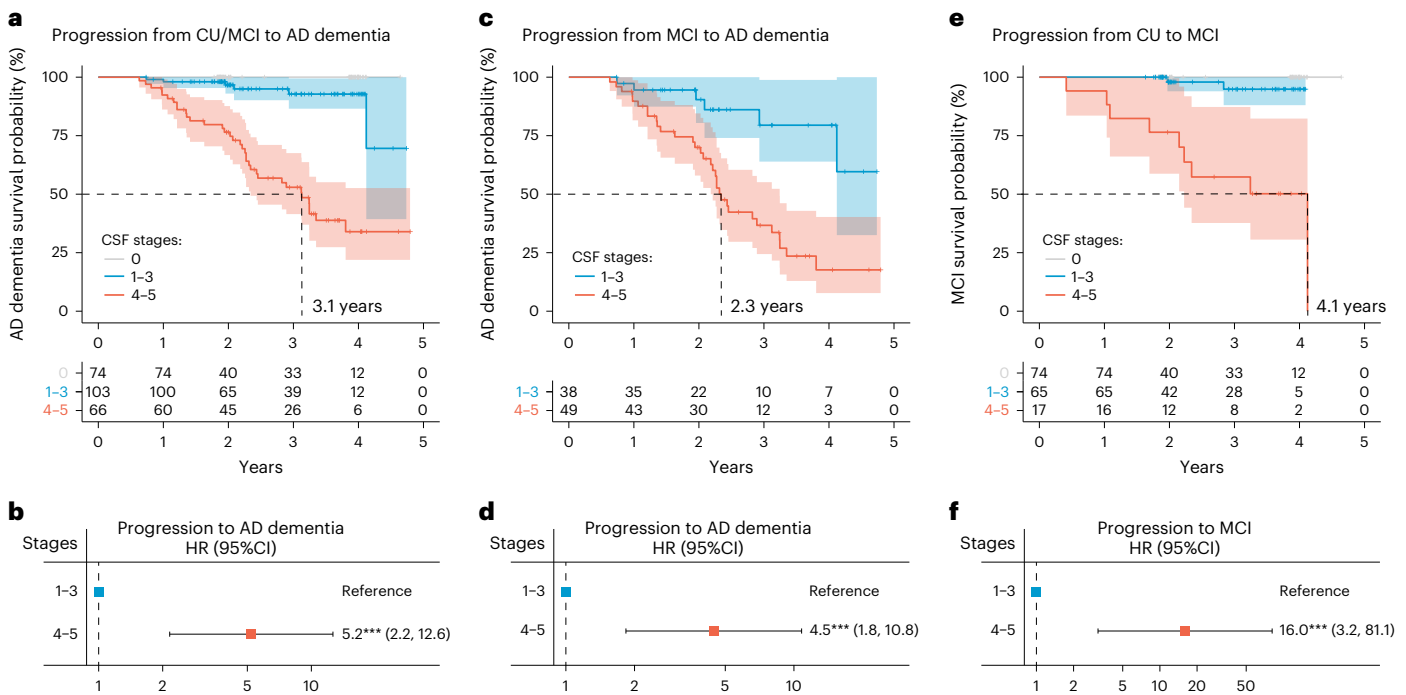 a
Progression from CU/MCI to AD dementia
AD dementia survival probability (%)
100
75
50
25
0
CSF stages:
0
1–3
4–5
3.1 years
0 1 2 3 4 5
0 74 74 40 33 12 0
1–3 103 100 65 39 12 0
4–5 66 60 45 26 6 0
0 1 2 3 4 5
Years
c
Progression from MCI to AD dementia
AD dementia survival probability (%)
100
75
50
25
0
CSF stages:
1–3
4–5
2.3 years
0 1 2 3 4 5
1–3 38 35 22 10 7 0
4–5 49 43 30 12 3 0
0 1 2 3 4 5
Years
e
Progression from CU to MCI
MCI survival probability (%)
100
75
50
25
0
CSF stages:
0
1–3
4–5
4.1 years
0 1 2 3 4 5
0 74 74 40 33 12 0
1–3 65 65 42 28 5 0
4–5 17 16 12 8 2 0
0 1 2 3 4 5
Years
b
Progression to AD dementia
HR (95%CI)
Stages
1–3 Reference
4–5 5.2*** (2.2, 12.6)
1 2 5 10
d
Progression to AD dementia
HR (95%CI)
Stages
1–3 Reference
4–5 4.5*** (1.8, 10.8)
1 2 5 10
f
Progression to MCI
HR (95%CI)
Stages
1–3 Reference
4–5 16.0*** (3.2, 81.1)
1 2 5 10 20 50